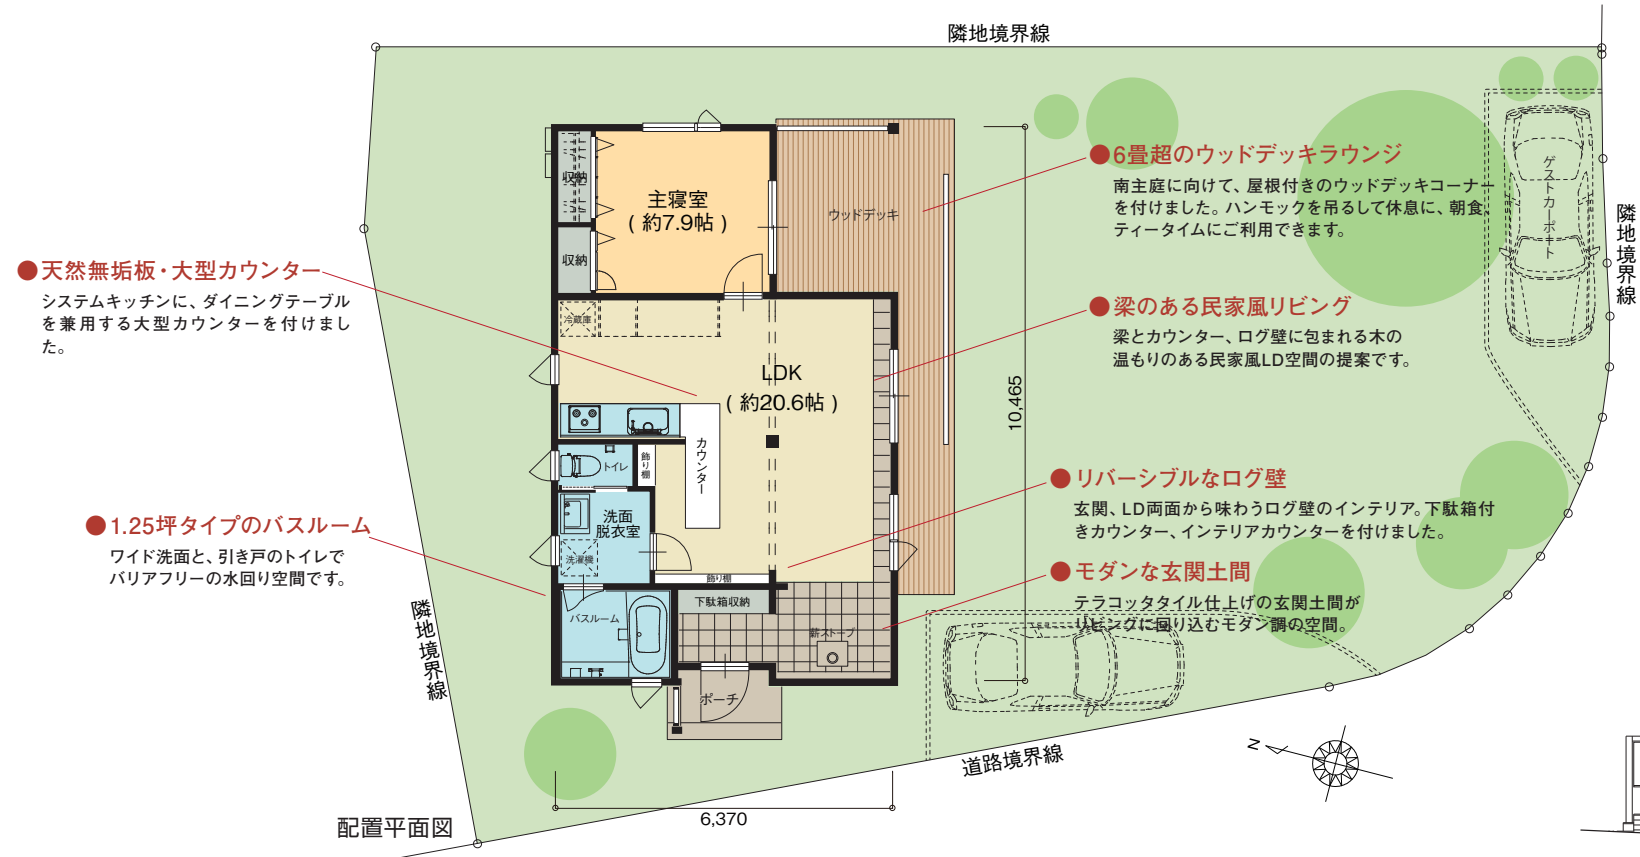 隣地境界線
●6畳超のウッドデッキラウンジ
南主庭に向けて、屋根付きのウッドデッキコーナー
を付けました。ハンモックを吊るして休息に、朝食、
ティータイムにご利用できます。
ゲストカーポート
隣地境界線
収納
主寝室
(約7.9帖)
ウッドデッキ
収納
●天然無垢板・大型カウンター
システムキッチンに、ダイニングテーブル
を兼用する大型カウンターを付けまし
た。
●梁のある民家風リビング
梁とカウンター、ログ壁に包まれる木の
温もりのある民家風LD空間の提案です。
冷蔵庫
LDK
(約20.6帖)
10,465
カウンター
飾り棚
トイレ
●リバーシブルなログ壁
玄関、LD両面から味わうログ壁のインテリア。下駄箱付
きカウンター、インテリアカウンターを付けました。
●1.25坪タイプのバスルーム
ワイド洗面と、引き戸のトイレで
バリアフリーの水回り空間です。
洗面
脱衣室
洗濯機
飾り棚
●モダンな玄関土間
テラコッタタイル仕上げの玄関土間が
リビングに回り込むモダン調の空間。
下駄箱収納
バスルーム
薪ストーブ
隣地境界線
ポーチ
道路境界線
N
6,370
配置平面図